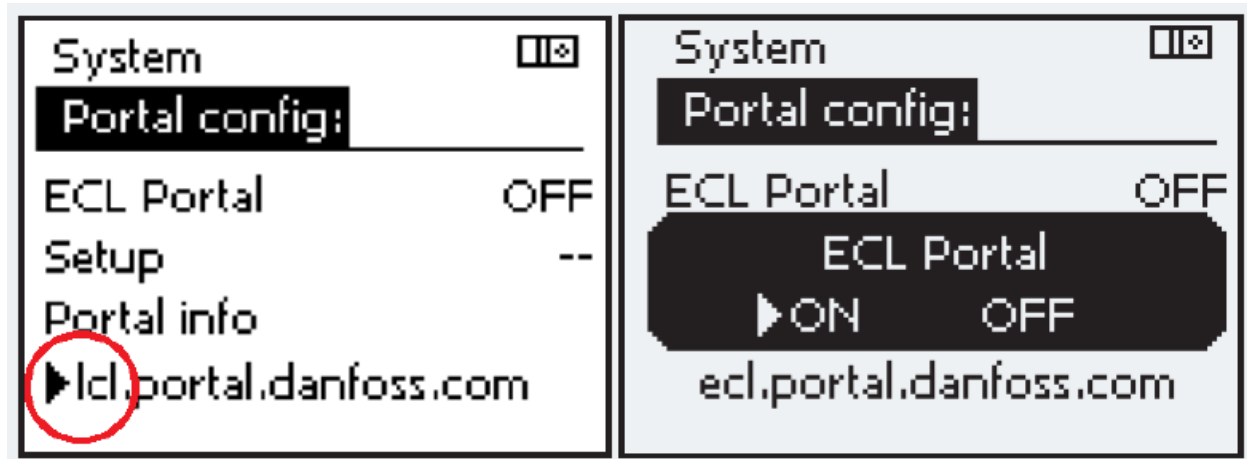 System
Portal config:
ECL Portal OFF
Setup --
Portal info
lcl.portal.danfoss.com
System
Portal config:
ECL Portal OFF
ECL Portal
ON OFF
ecl.portal.danfoss.com